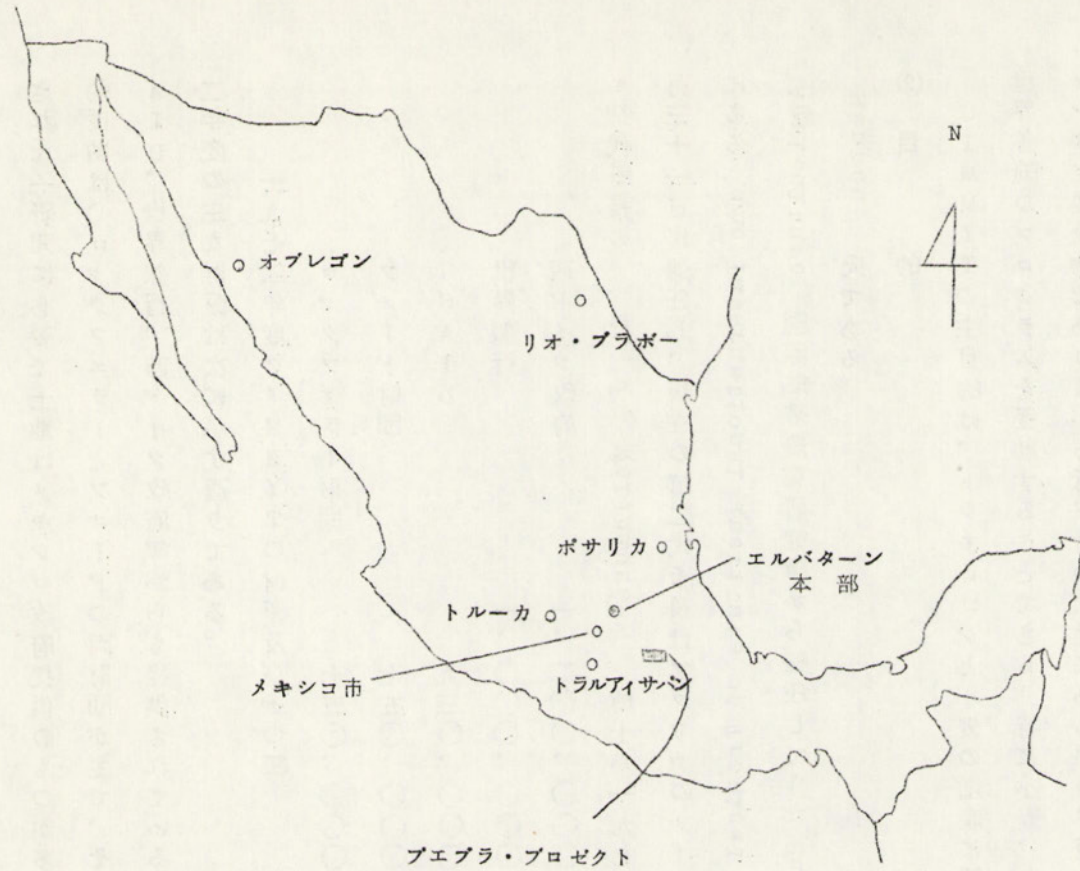 N
オブレゴン
リオ・ブラボー
ポサリカ
エルバターン
本部
トルーカ
メキシコ市
トラルアィサパン
プエブラ・プロゼクト